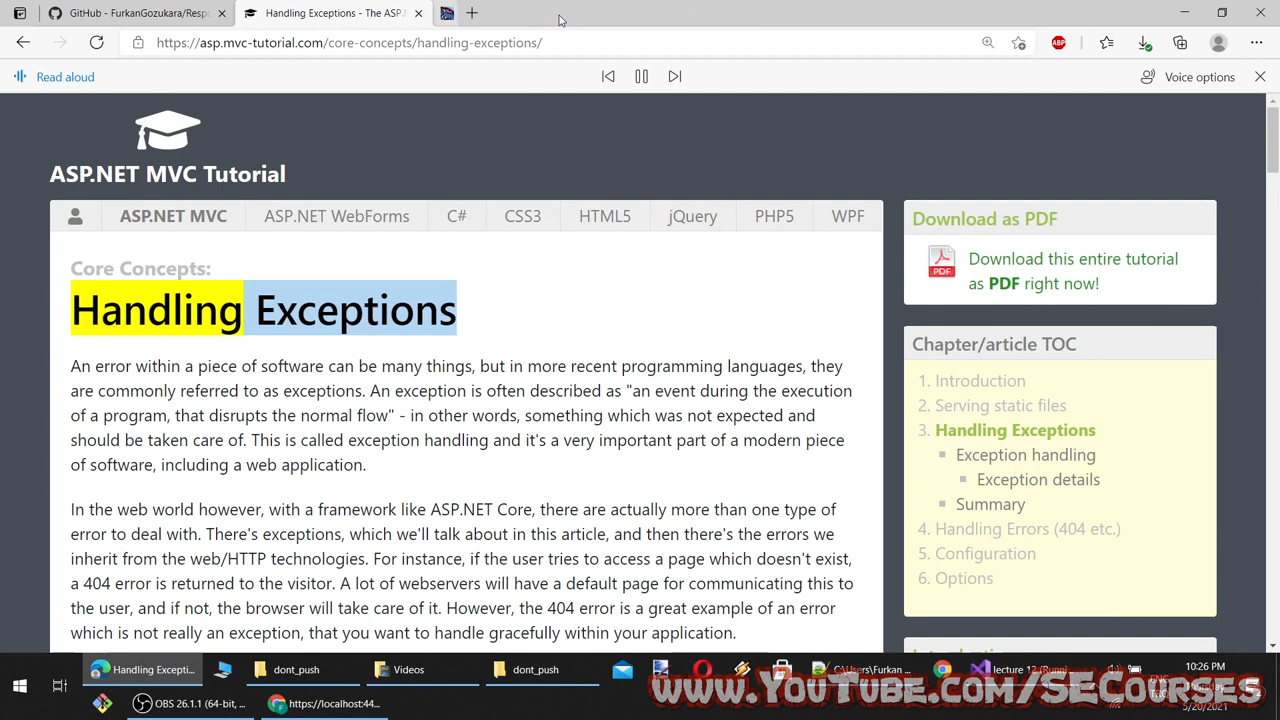 GitHub - FurkanGozukara/Respo
Handling Exceptions - The ASP.
https://asp.mvc-tutorial.com/core-concepts/handling-exceptions/
ABP
Read aloud
Voice options
ASP.NET MVC Tutorial
ASP.NET MVC
ASP.NET WebForms
C#
CSS3
HTML5
jQuery
PHP5
WPF
Core Concepts:
Handling Exceptions
An error within a piece of software can be many things, but in more recent programming languages, they
are commonly referred to as exceptions. An exception is often described as "an event during the execution
of a program, that disrupts the normal flow" - in other words, something which was not expected and
should be taken care of. This is called exception handling and it's a very important part of a modern piece
of software, including a web application.
In the web world however, with a framework like ASP.NET Core, there are actually more than one type of
error to deal with. There's exceptions, which we'll talk about in this article, and then there's the errors we
inherit from the web/HTTP technologies. For instance, if the user tries to access a page which doesn't exist,
a 404 error is returned to the visitor. A lot of webservers will have a default page for communicating this to
the user, and if not, the browser will take care of it. However, the 404 error is a great example of an error
which is not really an exception, that you want to handle gracefully within your application.
Download as PDF
PDF
Download this entire tutorial
as PDF right now!
Chapter/article TOC
1. Introduction
2. Serving static files
3. Handling Exceptions
Exception handling
Exception details
Summary
4. Handling Errors (404 etc.)
5. Configuration
6. Options
Handling Excepti...
dont_push
Videos
dont_push
C:\Users\Furkan
lecture 12 (Runni
10:26 PM
ENG
Thursday
5/20/2021
OBS 26.1.1 (64-bit, ...
https://localhost:44...
www.YouTube.com/SECourses